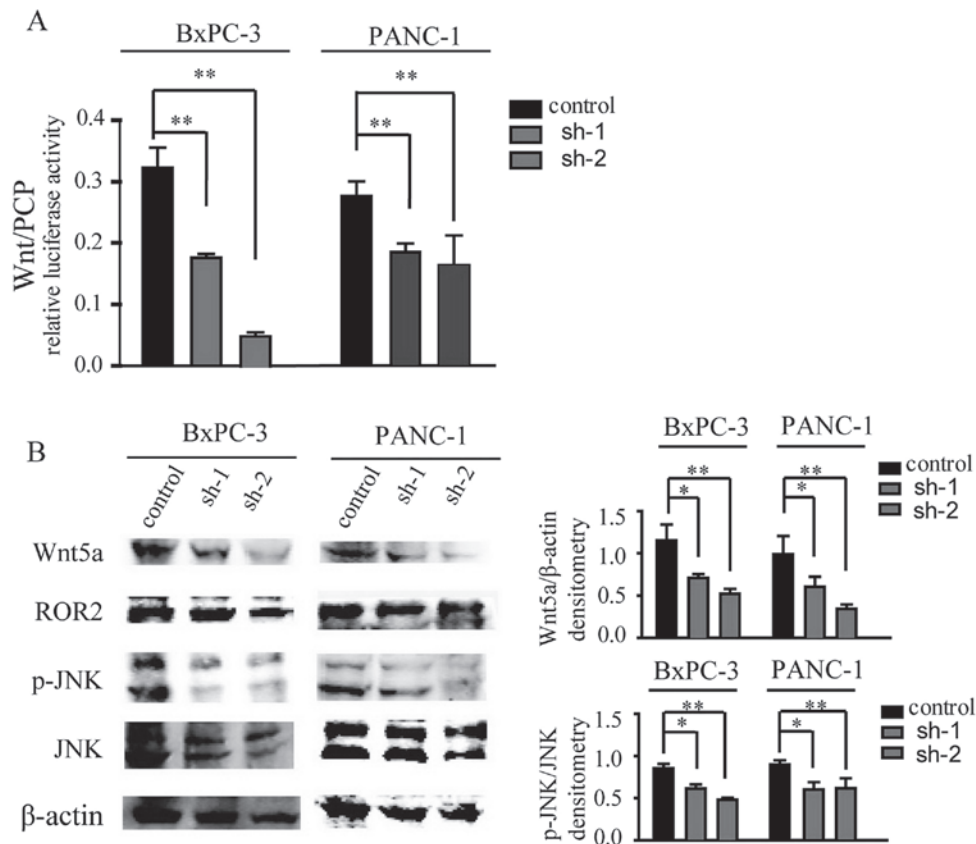 A
BxPC-3
PANC-1
**
**
**
**
control
sh-1
sh-2
0.4
0.3
0.2
0.1
0.0
Wnt/PCP
relative luciferase activity
B
BxPC-3
PANC-1
control
sh-1
sh-2
control
sh-1
sh-2
Wnt5a
ROR2
p-JNK
JNK
β-actin
BxPC-3
PANC-1
**
*
**
*
control
sh-1
sh-2
1.5
1.0
0.5
0.0
Wnt5a/β-actin
densitometry
BxPC-3
PANC-1
**
*
**
*
control
sh-1
sh-2
1.5
1.0
0.5
0.0
p-JNK/JNK
densitometry